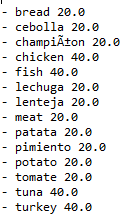 - bread 20.0
- cebolla 20.0
- champiÃ±on 20.0
- chicken 40.0
- fish 40.0
- lechuga 20.0
- lenteja 20.0
- meat 20.0
- patata 20.0
- pimiento 20.0
- potato 20.0
- tomate 20.0
- tuna 40.0
- turkey 40.0